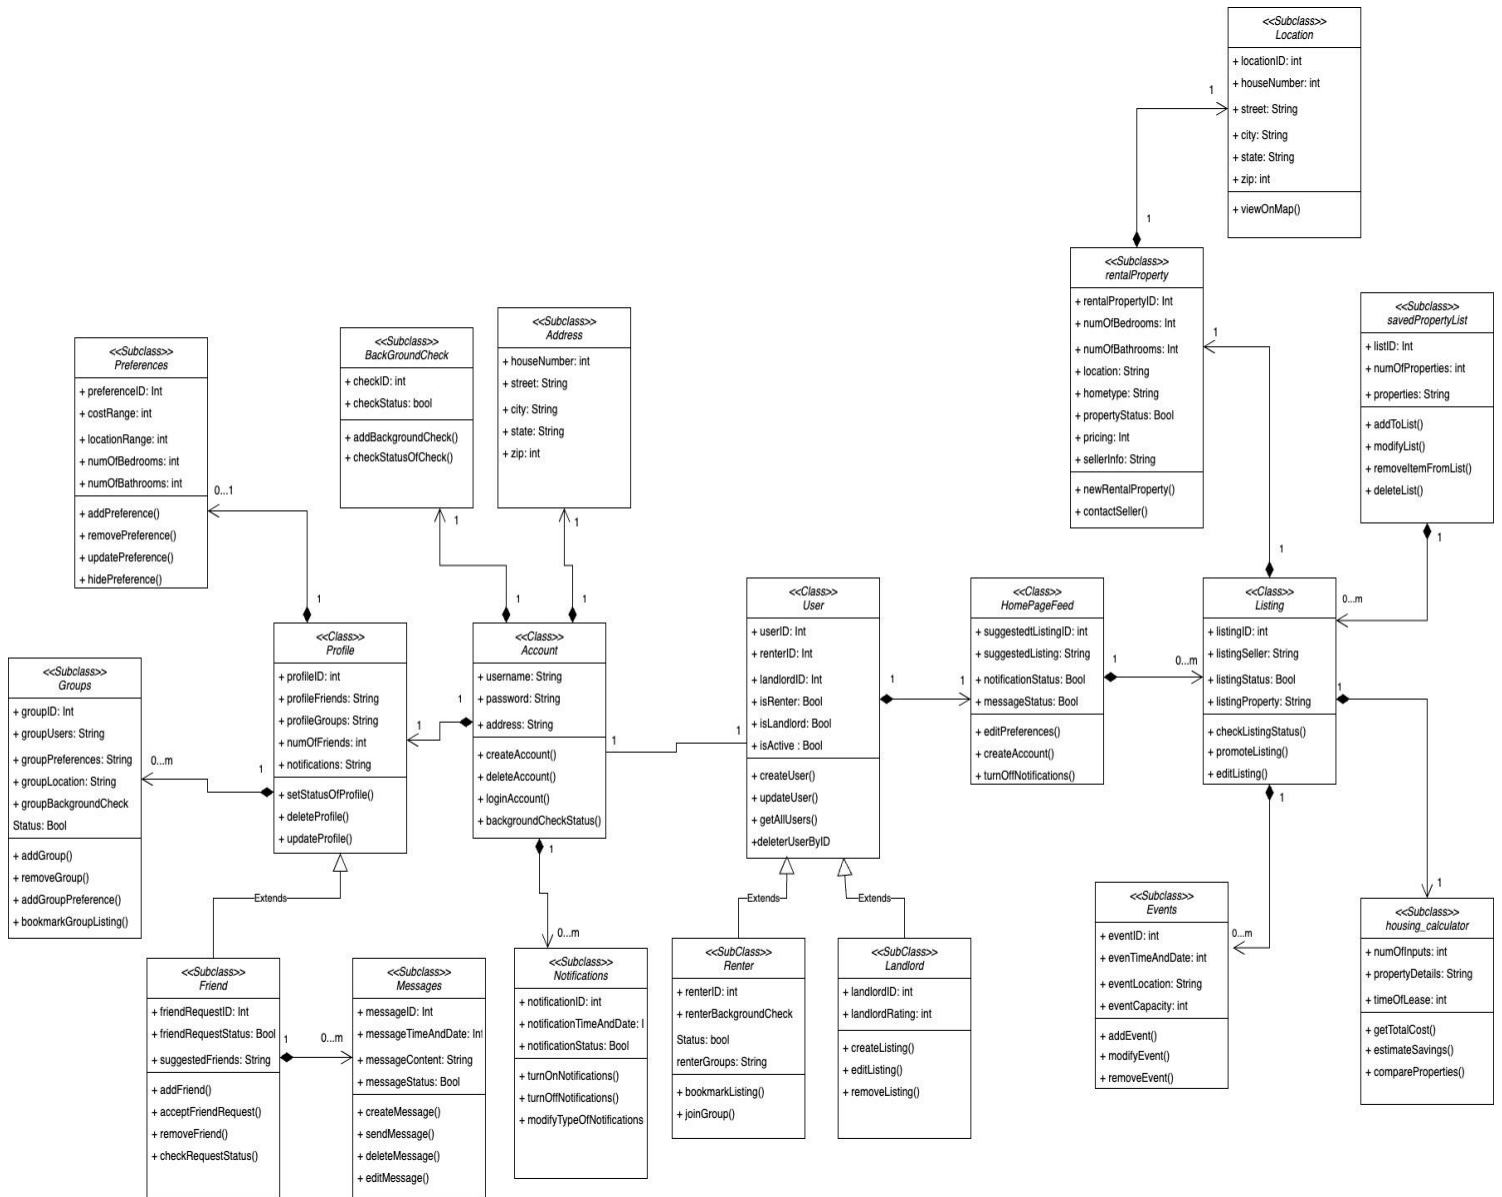 <<Subclass>>
Location
+ locationID: int
+ houseNumber: int
+ street: String
+ city: String
+ state: String
+ zip: int
+ viewOnMap()
1
1
<<Subclass>>
rentalProperty
+ rentalPropertyID: Int
+ numOfBedrooms: Int
+ numOfBathrooms: Int
+ location: String
+ hometype: String
+ propertyStatus: Bool
+ pricing: Int
+ sellerInfo: String
+ newRentalProperty()
+ contactSeller()
1
1
<<Subclass>>
savedPropertyList
+ listID: Int
+ numOfProperties: int
+ properties: String
+ addToList()
+ modifyList()
+ removeItemFromList()
+ deleteList()
1
0...m
<<Subclass>>
Address
+ houseNumber: int
+ street: String
+ city: String
+ state: String
+ zip: int
1
1
<<Subclass>>
BackGroundCheck
+ checkID: int
+ checkStatus: bool
+ addBackgroundCheck()
+ checkStatusOfCheck()
1
1
<<Subclass>>
Preferences
+ preferenceID: Int
+ costRange: int
+ locationRange: int
+ numOfBedrooms: int
+ numOfBathrooms: int
+ addPreference()
+ removePreference()
+ updatePreference()
+ hidePreference()
0...1
1
<<Subclass>>
Groups
+ groupID: Int
+ groupUsers: String
+ groupPreferences: String
+ groupLocation: String
+ groupBackgroundCheck
Status: Bool
+ addGroup()
+ removeGroup()
+ addGroupPreference()
+ bookmarkGroupListing()
0...m
1
<<Class>>
Profile
+ profileID: int
+ profileFriends: String
+ profileGroups: String
+ numOfFriends: int
+ notifications: String
+ setStatusOfProfile()
+ deleteProfile()
+ updateProfile()
1
1
<<Class>>
Account
+ username: String
+ password: String
+ address: String
+ createAccount()
+ deleteAccount()
+ loginAccount()
+ backgroundCheckStatus()
1
1
<<Class>>
User
+ userID: Int
+ renterID: Int
+ landlordID: Int
+ isRenter: Bool
+ isLandlord: Bool
+ isActive : Bool
+ createUser()
+ updateUser()
+ getAllUsers()
+deleterUserByID
1
1
<<Class>>
HomePageFeed
+ suggestedtListingID: int
+ suggestedListing: String
+ notificationStatus: Bool
+ messageStatus: Bool
+ editPreferences()
+ createAccount()
+ turnOffNotifications()
1
0...m
<<Class>>
Listing
+ listingID: int
+ listingSeller: String
+ listingStatus: Bool
+ listingProperty: String
+ checkListingStatus()
+ promoteListing()
+ editListing()
1
1
1
0...m
Extends
Extends
Extends
1
0...m
<<Subclass>>
Friend
+ friendRequestID: Int
+ friendRequestStatus: Bool
+ suggestedFriends: String
+ addFriend()
+ acceptFriendRequest()
+ removeFriend()
+ checkRequestStatus()
1
0...m
<<Subclass>>
Messages
+ messageID: Int
+ messageTimeAndDate: Int
+ messageContent: String
+ messageStatus: Bool
+ createMessage()
+ sendMessage()
+ deleteMessage()
+ editMessage()
<<Subclass>>
Notifications
+ notificationID: int
+ notificationTimeAndDate: I
+ notificationStatus: Bool
+ turnOnNotifications()
+ turnOffNotifications()
+ modifyTypeOfNotifications
<<SubClass>>
Renter
+ renterID: int
+ renterBackgroundCheck
Status: bool
renterGroups: String
+ bookmarkListing()
+ joinGroup()
<<SubClass>>
Landlord
+ landlordID: int
+ landlordRating: int
+ createListing()
+ editListing()
+ removeListing()
<<Subclass>>
Events
+ eventID: int
+ evenTimeAndDate: int
+ eventLocation: String
+ eventCapacity: int
+ addEvent()
+ modifyEvent()
+ removeEvent()
<<Subclass>>
housing_calculator
+ numOfInputs: int
+ propertyDetails: String
+ timeOfLease: int
+ getTotalCost()
+ estimateSavings()
+ compareProperties()